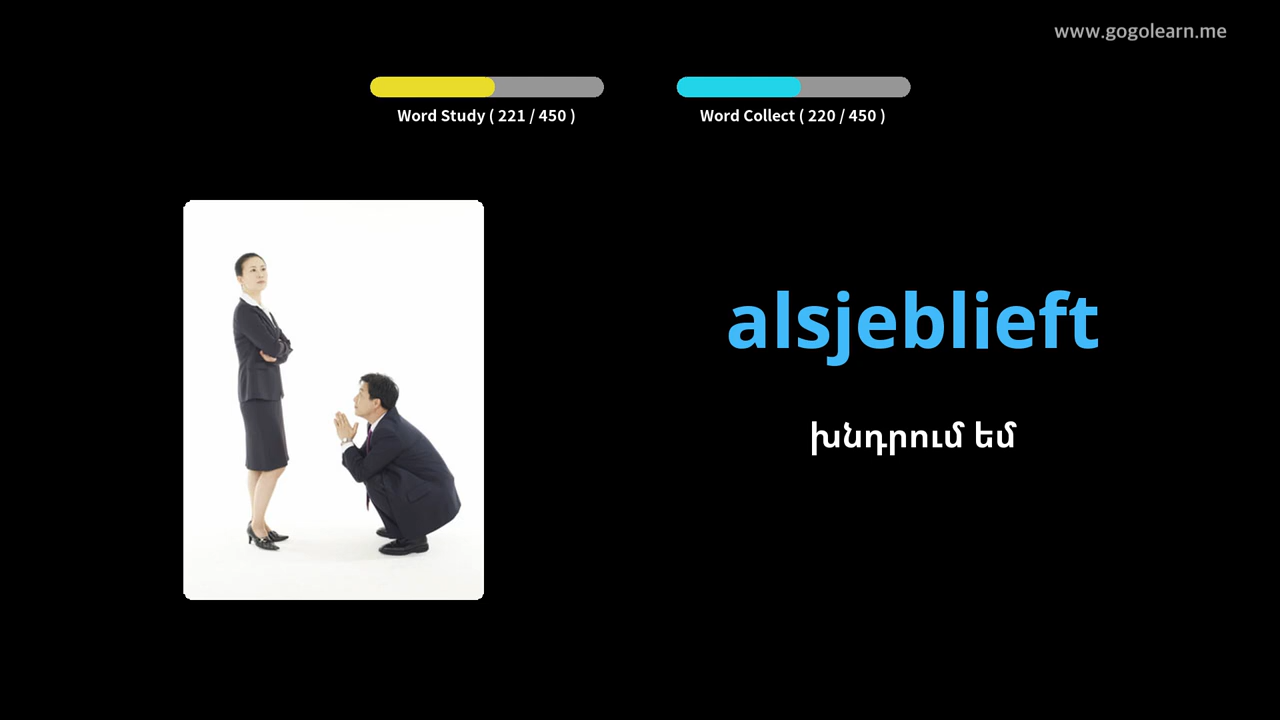 www.gogolearn.me
Word Study ( 221 / 450 )
Word Collect ( 220 / 450 )
alsjeblieft
խնդրում եմ